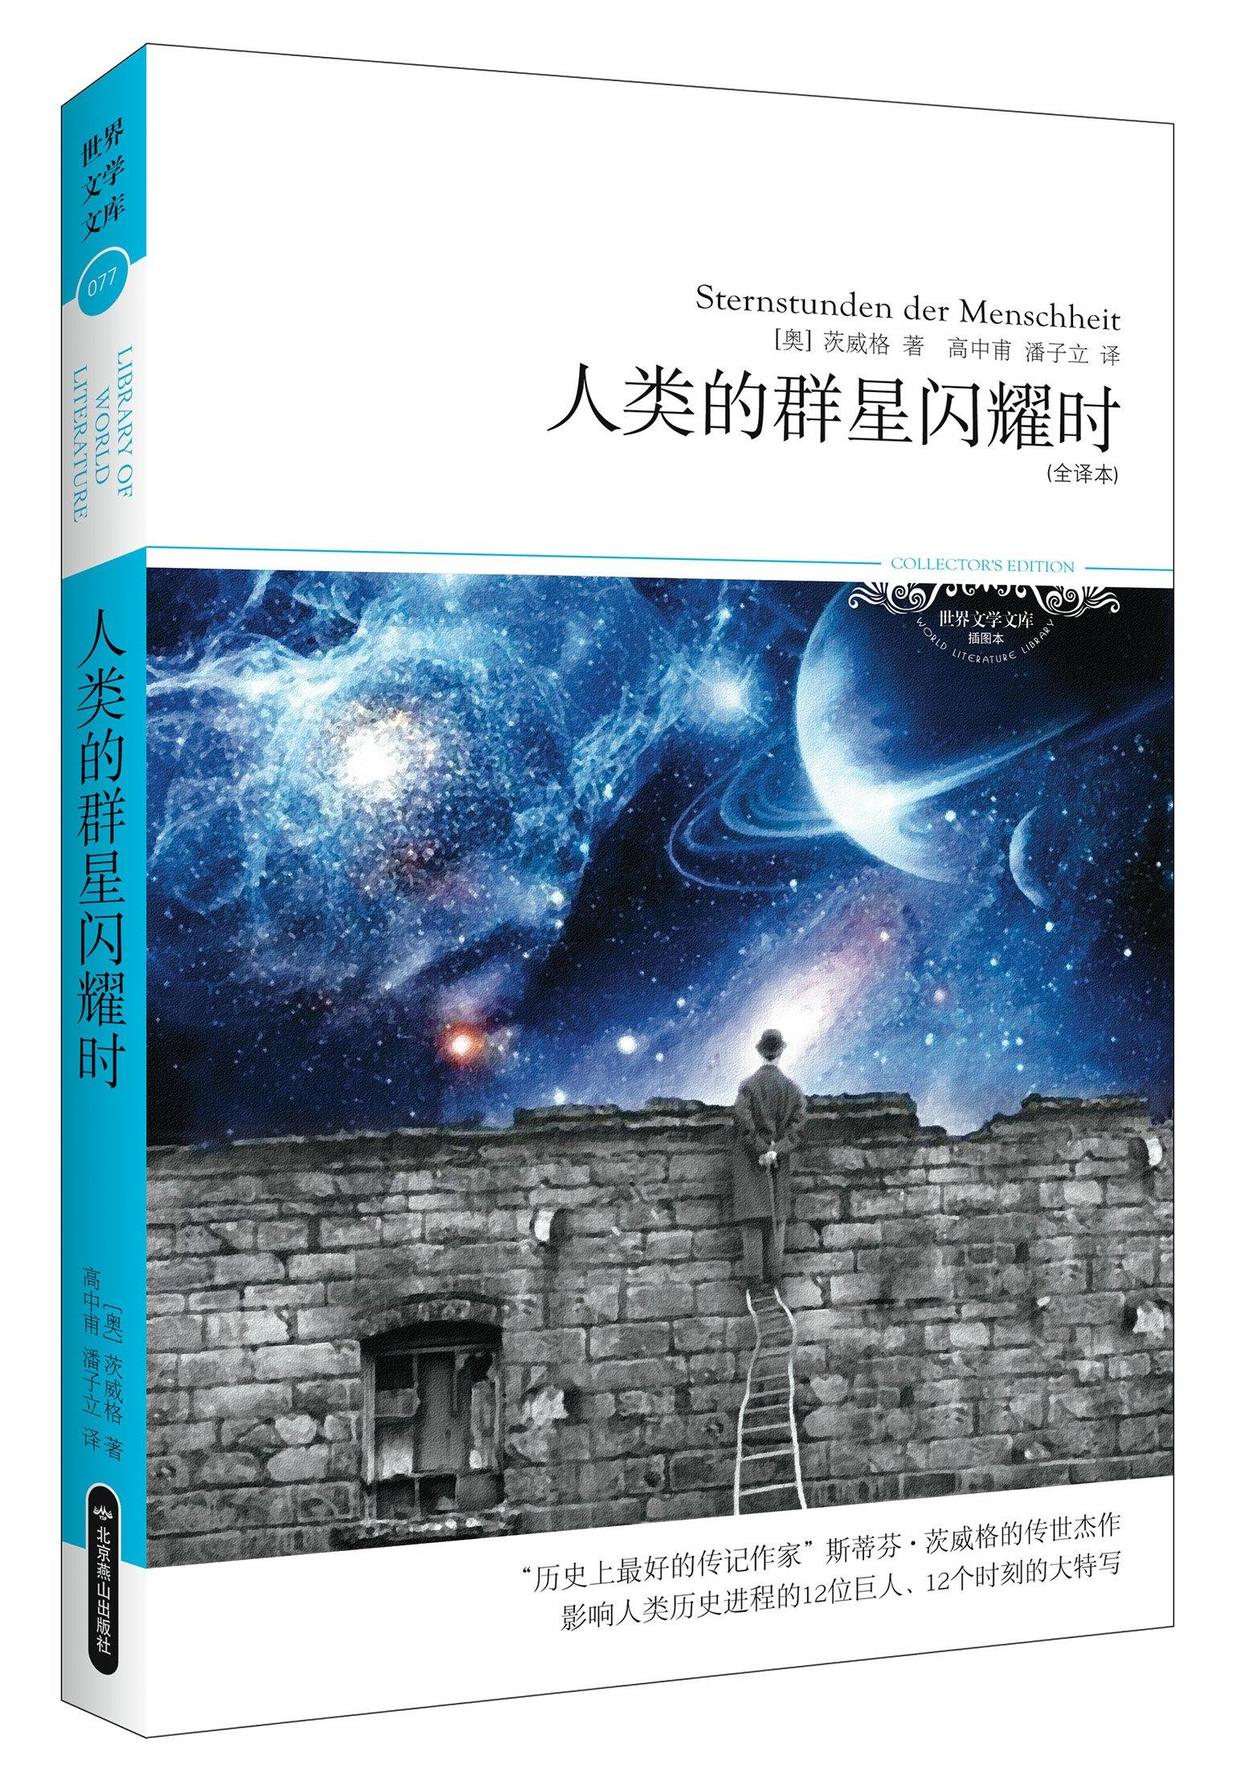 世界
文学
文库
077
LIBRARY OF
WORLD
LITERATURE
人类的群星闪耀时
[奥] 茨威格 著
高中甫 潘子立 译
北京燕山出版社
Sternstunden der Menschheit
[奥] 茨威格 著 高中甫 潘子立 译
人类的群星闪耀时
(全译本)
COLLECTOR'S EDITION
世界文学文库
插图本
WORLD LITERATURE LIBRARY
“历史上最好的传记作家”斯蒂芬·茨威格的传世杰作
影响人类历史进程的12位巨人、12个时刻的大特写